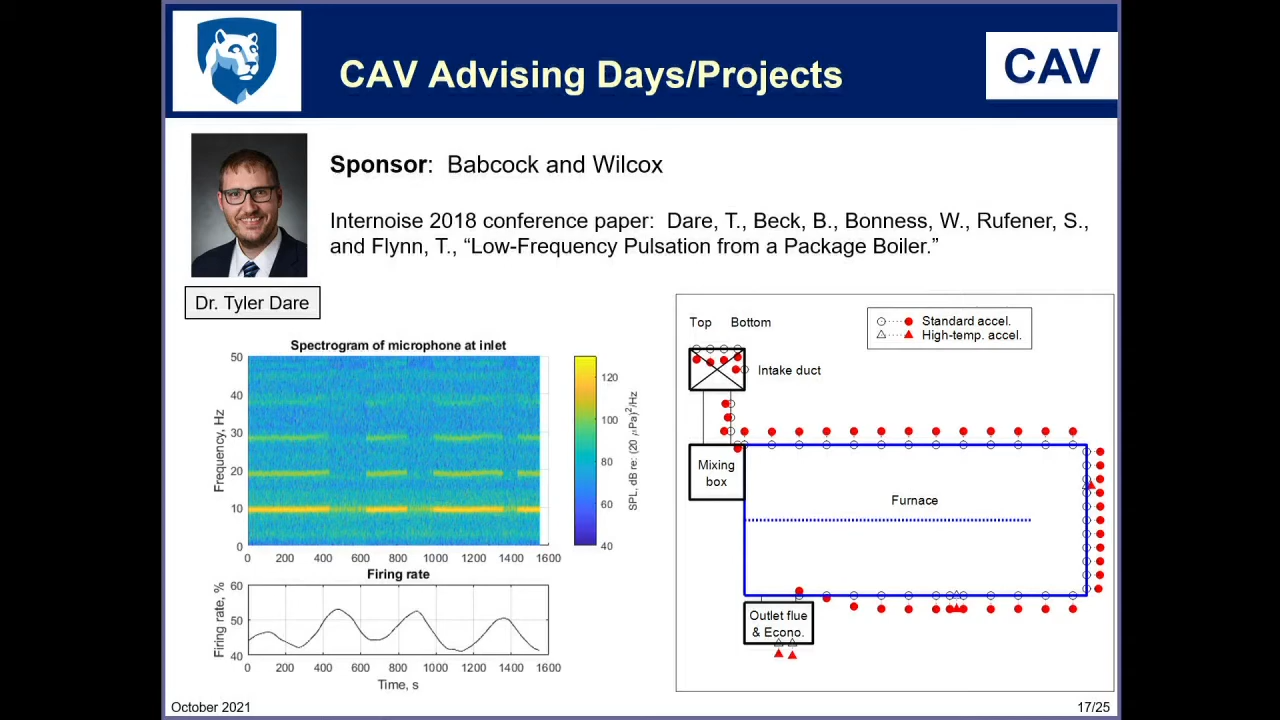 CAV Advising Days/Projects
CAV
Sponsor: Babcock and Wilcox
Internoise 2018 conference paper: Dare, T., Beck, B., Bonness, W., Rufener, S.,
and Flynn, T., “Low-Frequency Pulsation from a Package Boiler.”
Dr. Tyler Dare
Spectrogram of microphone at inlet
50
40
30
20
10
0
Frequency, Hz
0 200 400 600 800 1000 1200 1400 1600
120
100
80
60
40
SPL, dB re: (20 μPa)²/Hz
Firing rate
60
50
40
Firing rate, %
0 200 400 600 800 1000 1200 1400 1600
Time, s
Top Bottom
Standard accel.
High-temp. accel.
Intake duct
Mixing
box
Furnace
Outlet flue
& Econo.
October 2021
17/25